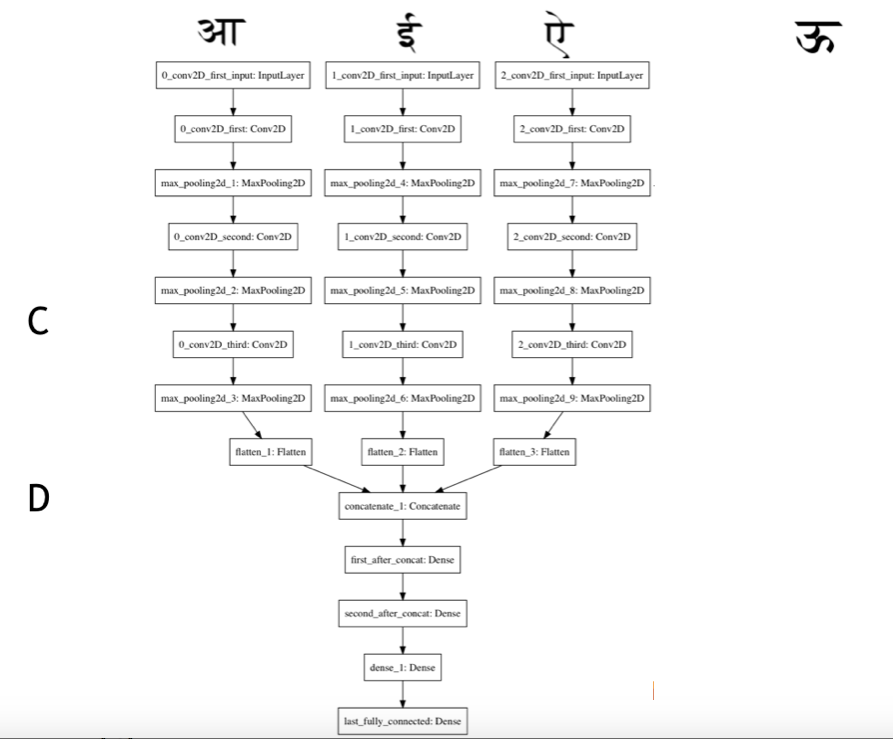 आ ई ऐ ऊ
0_conv2D_first_input: InputLayer 1_conv2D_first_input: InputLayer 2_conv2D_first_input: InputLayer
0_conv2D_first: Conv2D 1_conv2D_first: Conv2D 2_conv2D_first: Conv2D
max_pooling2d_1: MaxPooling2D max_pooling2d_4: MaxPooling2D max_pooling2d_7: MaxPooling2D
0_conv2D_second: Conv2D 1_conv2D_second: Conv2D 2_conv2D_second: Conv2D
max_pooling2d_2: MaxPooling2D max_pooling2d_5: MaxPooling2D max_pooling2d_8: MaxPooling2D
C
0_conv2D_third: Conv2D 1_conv2D_third: Conv2D 2_conv2D_third: Conv2D
max_pooling2d_3: MaxPooling2D max_pooling2d_6: MaxPooling2D max_pooling2d_9: MaxPooling2D
flatten_1: Flatten flatten_2: Flatten flatten_3: Flatten
D
concatenate_1: Concatenate
first_after_concat: Dense
second_after_concat: Dense
dense_1: Dense
last_fully_connected: Dense